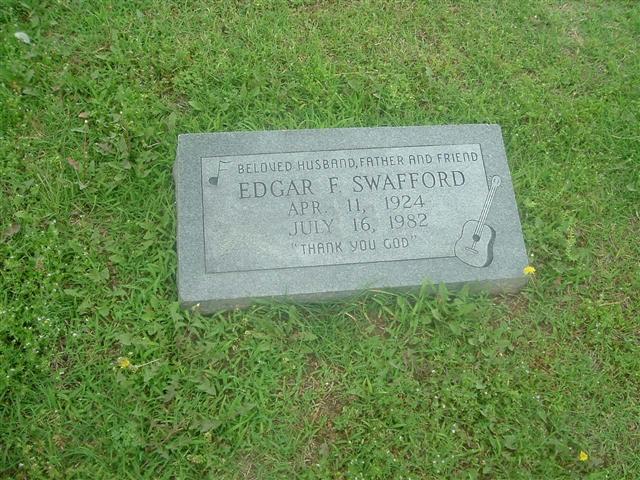 BELOVED HUSBAND, FATHER AND FRIEND
EDGAR F. SWAFFORD
APR. 11, 1924
JULY 16, 1982
"THANK YOU GOD"